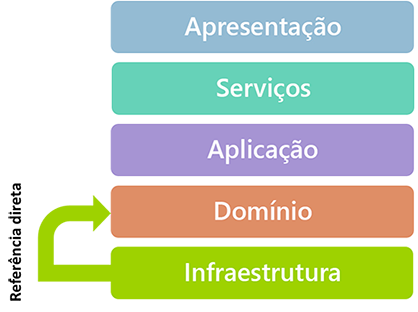 Apresentação
Serviços
Aplicação
Domínio
Infraestrutura
Referência direta